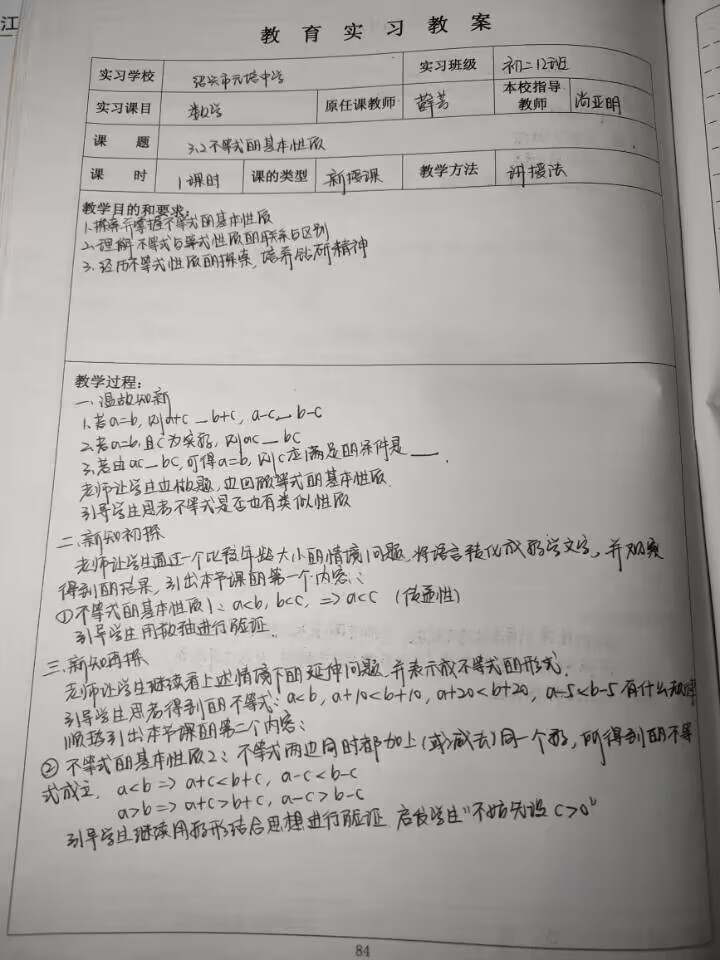 江
教育实习教案
实习学校 绍兴市元培中学 实习班级 初二12班
实习课目 数学 原任课教师 薛芳 本校指导教师 尚亚明
课题 3.2不等式的基本性质
课时 1课时 课的类型 新授课 教学方法 讲授法
教学目的和要求:
1.探索并掌握不等式的基本性质
2.理解不等式与等式性质的联系与区别
3.经历不等式性质的探索,培养钻研精神
教学过程:
一.温故知新
1.若a=b,则a+c__b+c, a-c__b-c
2.若a=b,且c为实数,则ac__bc
3.若由ac__bc,可得a=b,则c应满足的条件是___.
老师让学生边做题,边回顾等式的基本性质
引导学生思考不等式是否也有类似性质
二.新知初探
老师让学生通过一个比较年龄大小的情境问题,将语言转化成数学文字,并观察
得到的结果,引出本节课的第一个内容:
①不等式的基本性质1: a<b, b<c, ⇒a<c (传递性)
引导学生用数轴进行验证.
三.新知再探
老师让学生继续看上述情境下的延伸问题,并表示成不等式的形式.
引导学生思考得到的不等式: a<b, a+10<b+10, a+20<b+20, a-5<b-5有什么规律
顺势引出本节课的第二个内容:
②不等式的基本性质2: 不等式两边同时都加上(或减去)同一个数,所得到的不等
式成立. a<b⇒a+c<b+c, a-c<b-c
a>b⇒a+c>b+c, a-c>b-c
引导学生继续用数形结合思想进行验证.启发学生"不妨先设c>0"
84